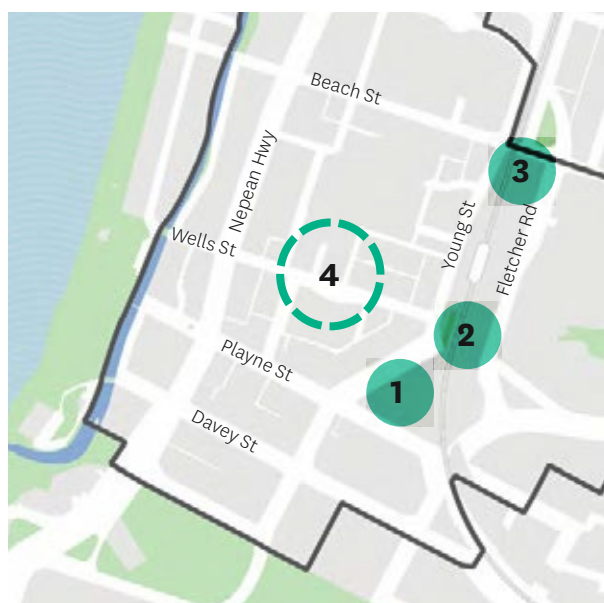 Beach St
3
Nepean Hwy
Young St
Fletcher Rd
Wells St
4
2
Playne St
1
Davey St